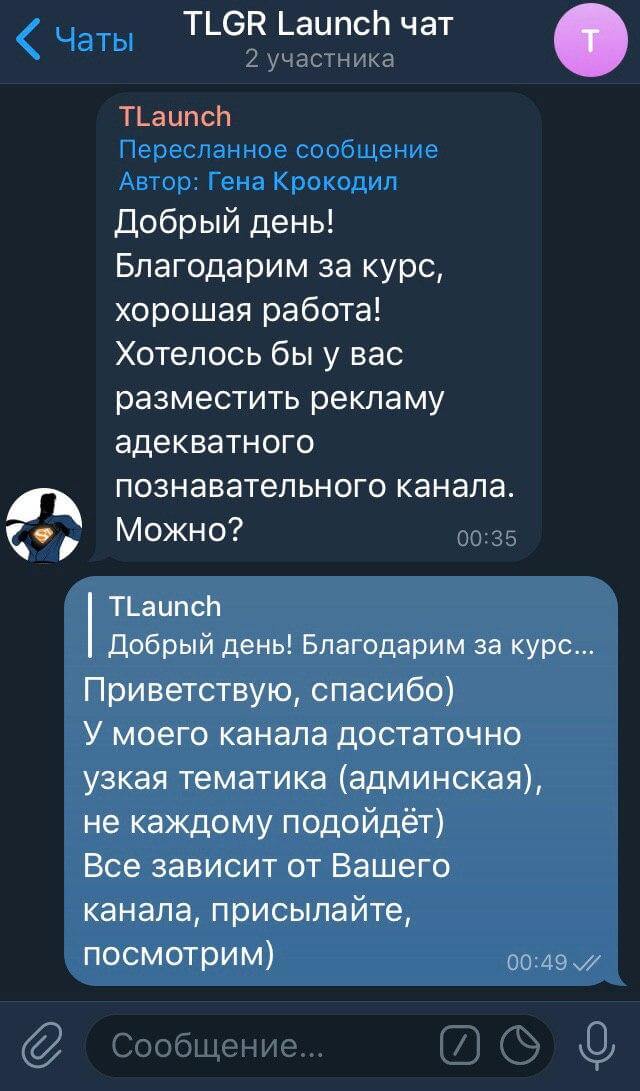 Чаты
TLGR Launch чат
2 участника
T
TLaunch
Пересланное сообщение
Автор: Гена Крокодил
Добрый день!
Благодарим за курс,
хорошая работа!
Хотелось бы у вас
разместить рекламу
адекватного
познавательного канала.
Можно?
00:35
TLaunch
Добрый день! Благодарим за курс...
Приветствую, спасибо)
У моего канала достаточно
узкая тематика (админская),
не каждому подойдёт)
Все зависит от Вашего
канала, присылайте,
посмотрим)
00:49
Сообщение...